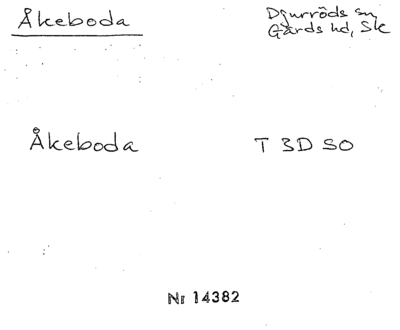 Åkeboda
Djurröds sn,
Gärds hd, Sk
Åkeboda T 3D SO
Nr 14382